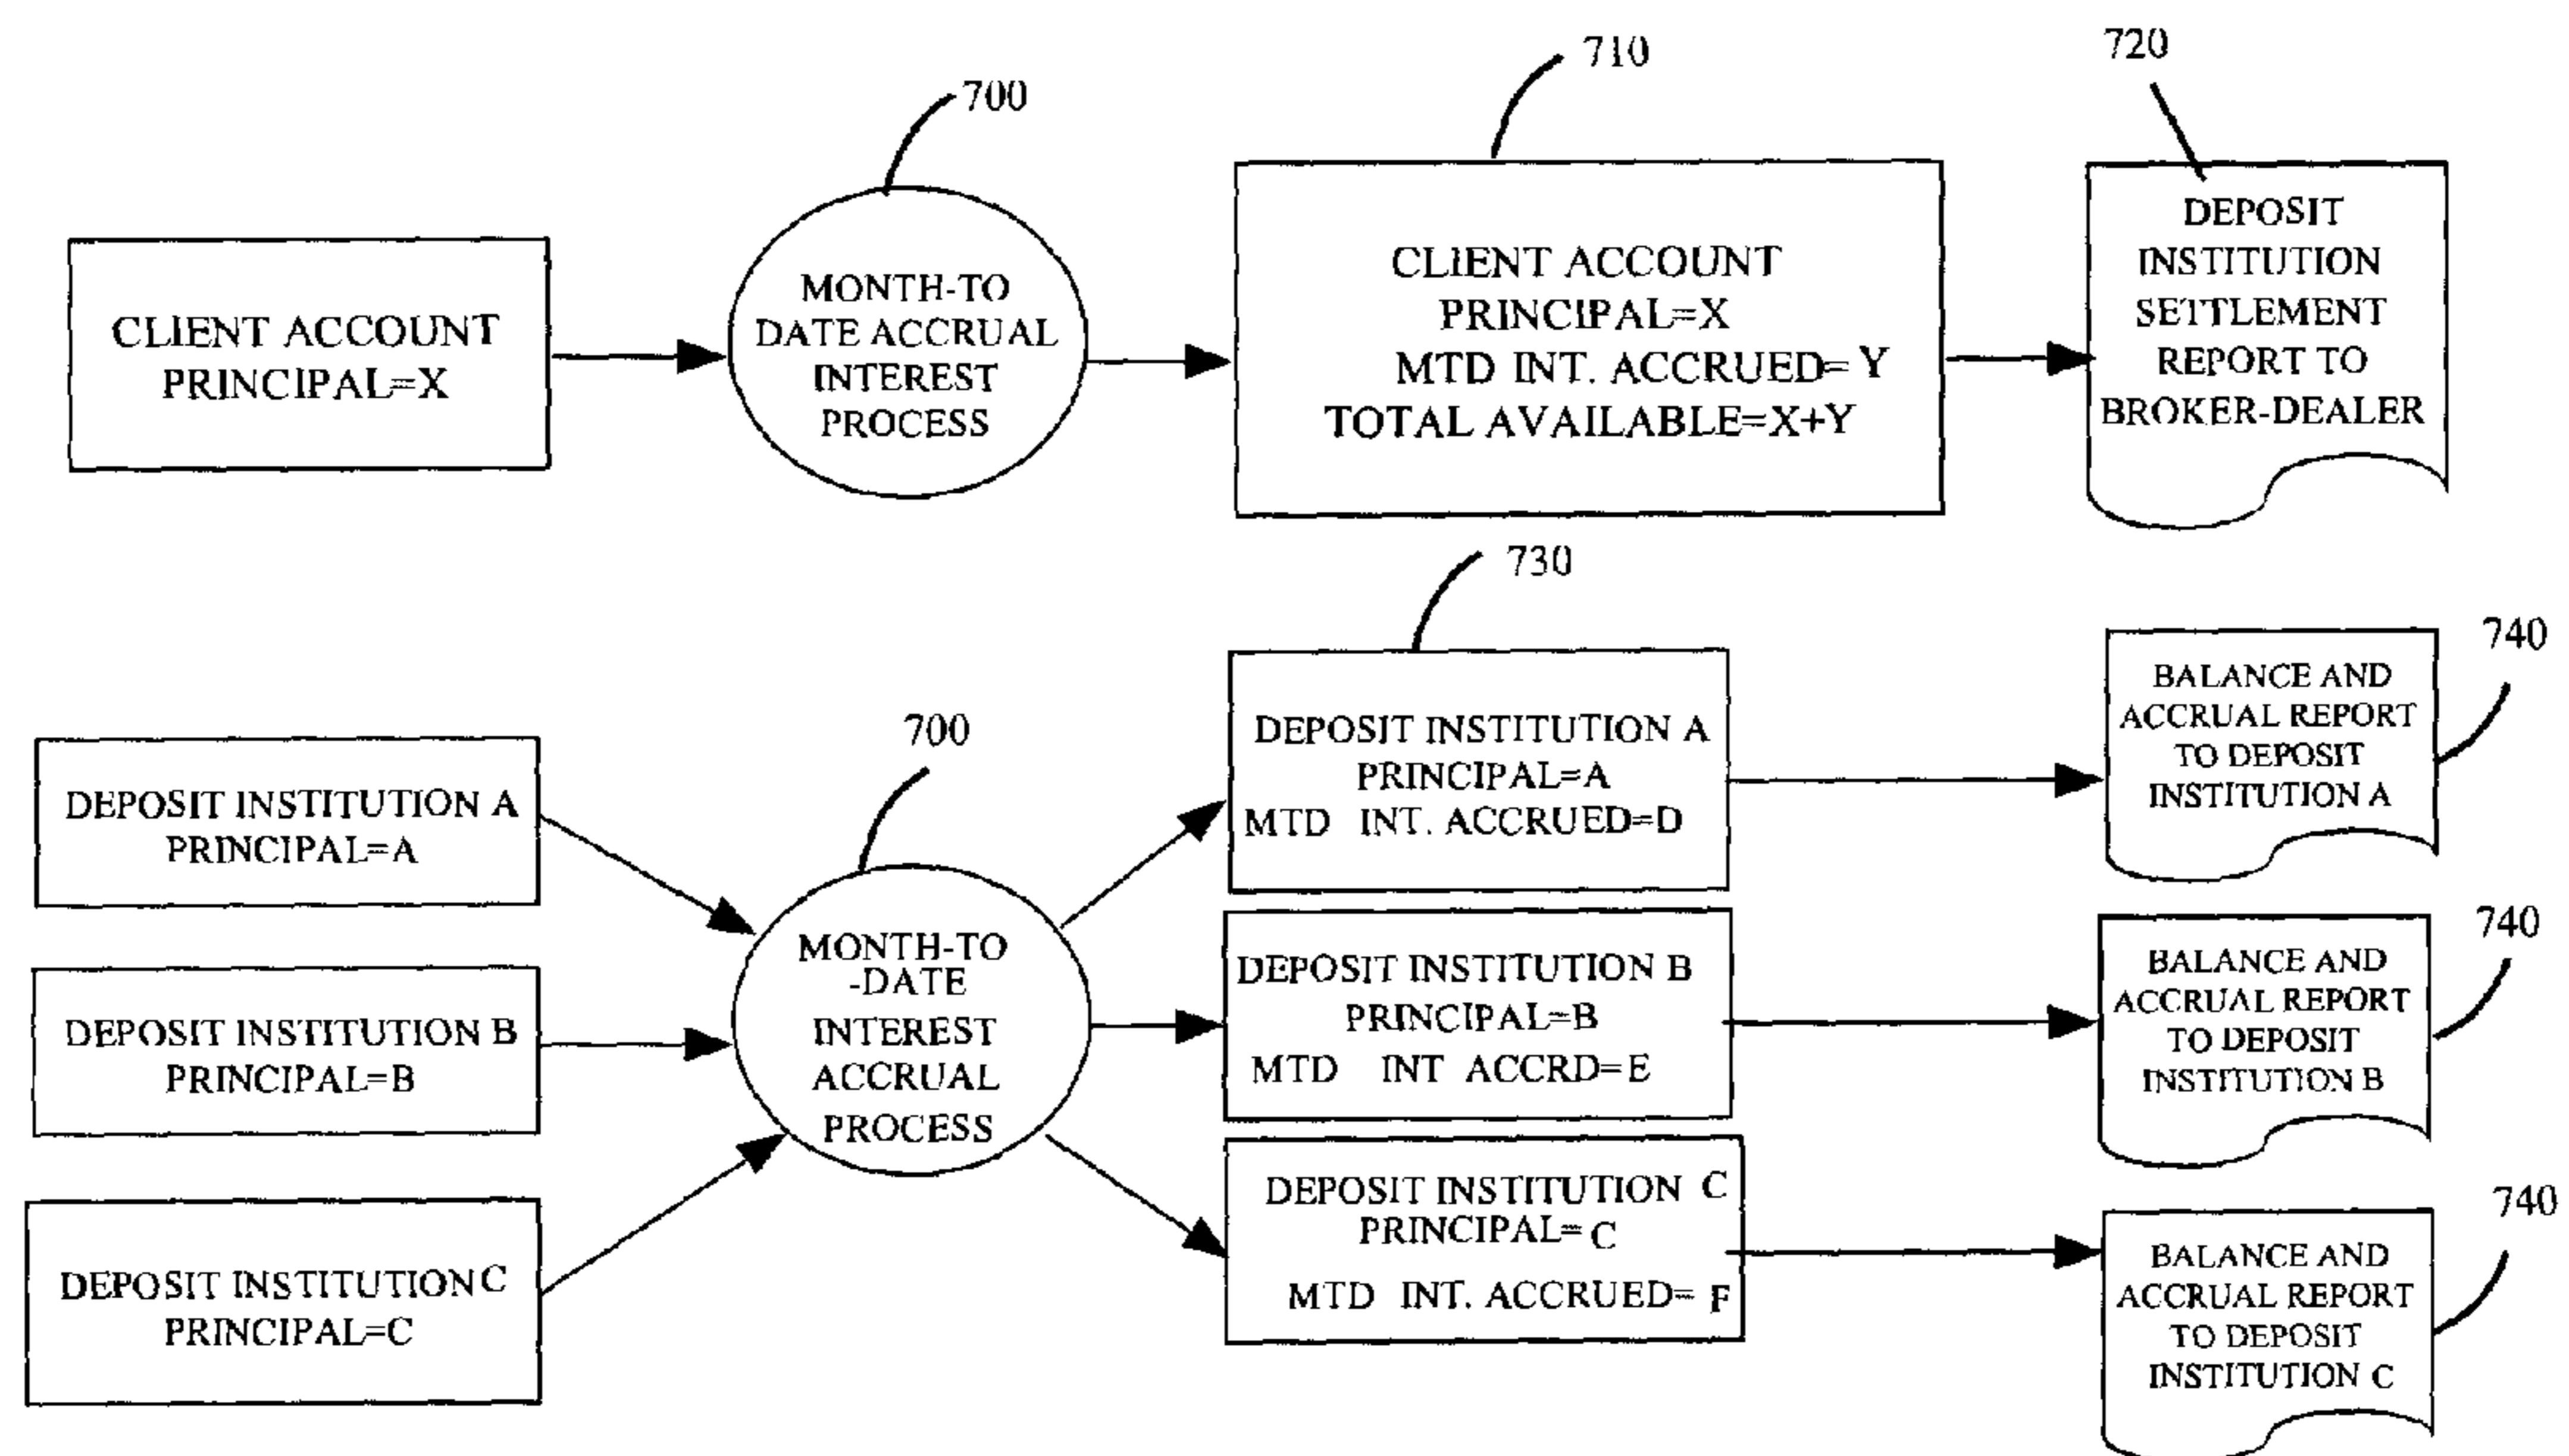 710
720
700
CLIENT ACCOUNT
PRINCIPAL=X
MONTH-TO
DATE ACCRUAL
INTEREST
PROCESS
CLIENT ACCOUNT
PRINCIPAL=X
MTD INT. ACCRUED= Y
TOTAL AVAILABLE=X+Y
DEPOSIT
INSTITUTION
SETTLEMENT
REPORT TO
BROKER-DEALER
730
740
700
DEPOSIT INSTITUTION A
PRINCIPAL=A
DEPOSIT INSTITUTION B
PRINCIPAL=B
DEPOSIT INSTITUTION C
PRINCIPAL=C
MONTH-TO
-DATE
INTEREST
ACCRUAL
PROCESS
DEPOSIT INSTITUTION A
PRINCIPAL=A
MTD INT. ACCRUED=D
DEPOSIT INSTITUTION B
PRINCIPAL=B
MTD INT ACCRD=E
DEPOSIT INSTITUTION C
PRINCIPAL= C
MTD INT. ACCRUED= F
BALANCE AND
ACCRUAL REPORT
TO DEPOSIT
INSTITUTION A
740
BALANCE AND
ACCRUAL REPORT
TO DEPOSIT
INSTITUTION B
740
BALANCE AND
ACCRUAL REPORT
TO DEPOSIT
INSTITUTION C